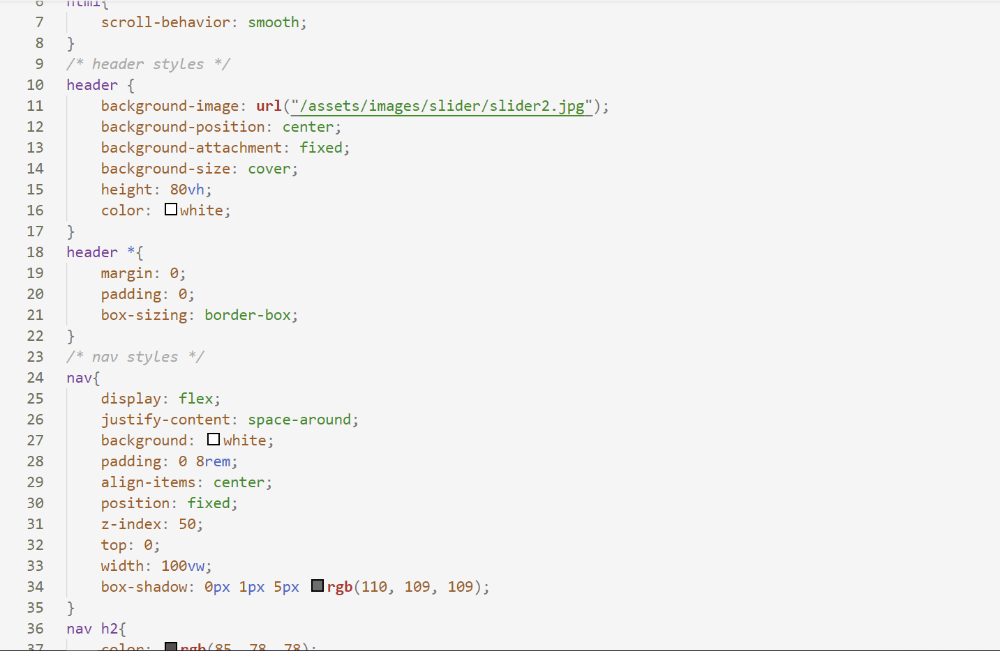 6 html{
7 scroll-behavior: smooth;
8 }
9 /* header styles */
10 header {
11 background-image: url("/assets/images/slider/slider2.jpg");
12 background-position: center;
13 background-attachment: fixed;
14 background-size: cover;
15 height: 80vh;
16 color: white;
17 }
18 header *{
19 margin: 0;
20 padding: 0;
21 box-sizing: border-box;
22 }
23 /* nav styles */
24 nav{
25 display: flex;
26 justify-content: space-around;
27 background: white;
28 padding: 0 8rem;
29 align-items: center;
30 position: fixed;
31 z-index: 50;
32 top: 0;
33 width: 100vw;
34 box-shadow: 0px 1px 5px rgb(110, 109, 109);
35 }
36 nav h2{
37 color: rgb(85, 78, 78);